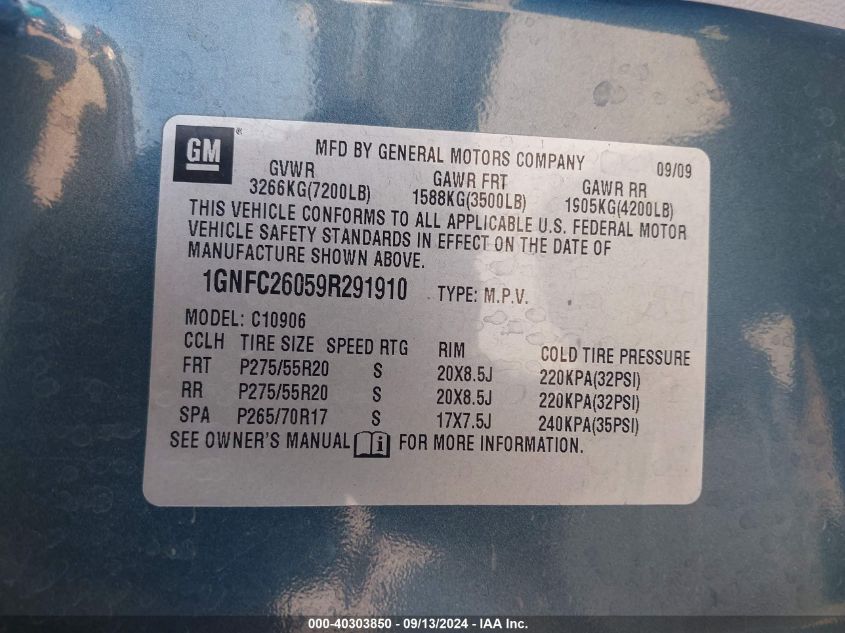 GM ®
MFD BY GENERAL MOTORS COMPANY 09/09
GVWR GAWR FRT GAWR RR
3266KG(7200LB) 1588KG(3500LB) 1905KG(4200LB)
THIS VEHICLE CONFORMS TO ALL APPLICABLE U.S. FEDERAL MOTOR
VEHICLE SAFETY STANDARDS IN EFFECT ON THE DATE OF
MANUFACTURE SHOWN ABOVE.
1GNFC26059R291910 TYPE: M.P.V.
MODEL: C10906
CCLH TIRE SIZE SPEED RTG RIM COLD TIRE PRESSURE
FRT P275/55R20 S 20X8.5J 220KPA(32PSI)
RR P275/55R20 S 20X8.5J 220KPA(32PSI)
SPA P265/70R17 S 17X7.5J 240KPA(35PSI)
SEE OWNER'S MANUAL i FOR MORE INFORMATION.
000-40303850 - 09/13/2024 - IAA Inc.